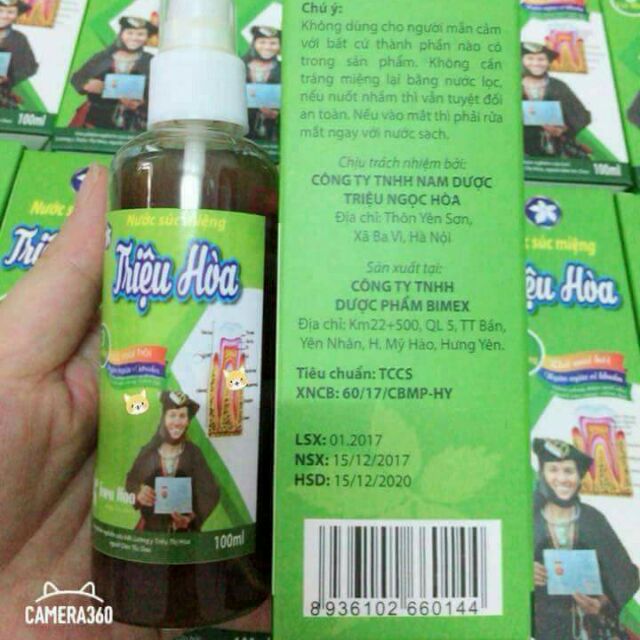 Chú ý:
Không dùng cho người mẫn cảm
với bất cứ thành phần nào có
trong sản phẩm. Không cần
tráng miệng lại bằng nước lọc,
nếu nuốt nhầm thì vẫn tuyệt đối
an toàn. Nếu vào mắt thì phải rửa
mắt ngay với nước sạch.
Chịu trách nhiệm bởi:
CÔNG TY TNHH NAM DƯỢC
TRIỆU NGỌC HÒA
Địa chỉ: Thôn Yên Sơn,
Xã Ba Vì, Hà Nội
Sản xuất tại:
CÔNG TY TNHH
DƯỢC PHẨM BIMEX
Địa chỉ: Km22+500, QL 5, TT Bần,
Yên Nhân, H. Mỹ Hào, Hưng Yên.
Tiêu chuẩn: TCCS
XNCB: 60/17/CBMP-HY
LSX: 01.2017
NSX: 15/12/2017
HSD: 15/12/2020
8 936102 660144
Nước súc miệng
Triệu Hòa
100ml
100ml
100ml
súc miệng
ệu Hòa
CAMERA360